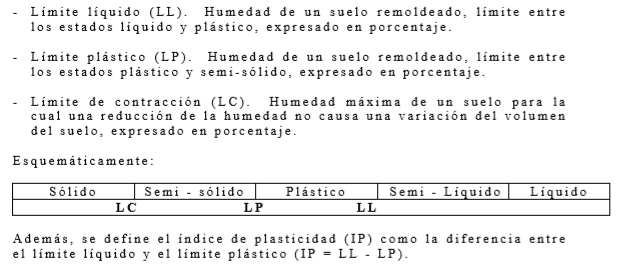 - Límite líquido (LL). Humedad de un suelo remoldeado, límite entre
los estados líquido y plástico, expresado en porcentaje.
- Límite plástico (LP). Humedad de un suelo remoldeado, límite entre
los estados plástico y semi-sólido, expresado en porcentaje.
- Límite de contracción (LC). Humedad máxima de un suelo para la
cual una reducción de la humedad no causa una variación del volumen
del suelo, expresado en porcentaje.
Esquemáticamente:
Sólido Semi - sólido Plástico Semi - Líquido Líquido
LC LP LL
Además, se define el índice de plasticidad (IP) como la diferencia entre
el límite líquido y el límite plástico (IP = LL - LP).